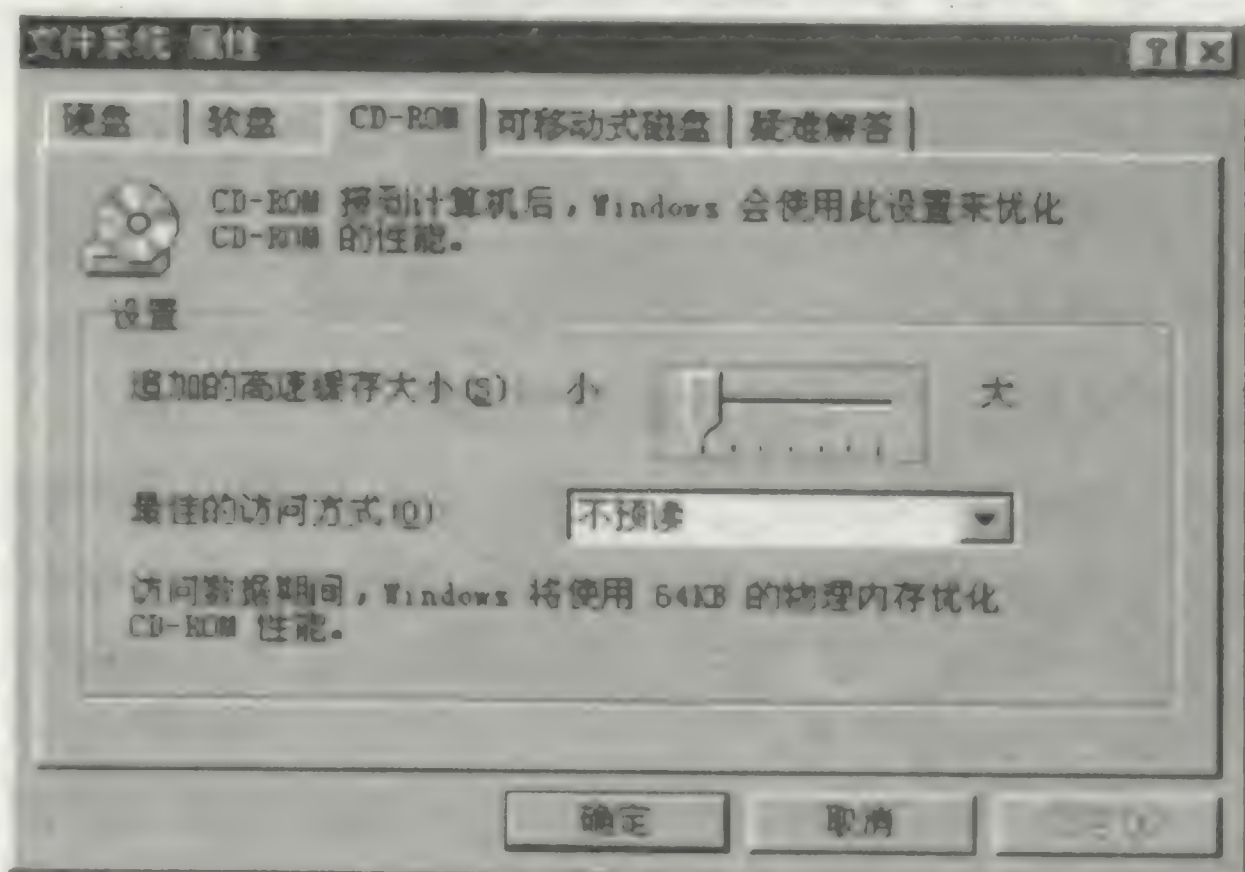 文件系统 属性
硬盘 软盘 CD-ROM 可移动式磁盘 疑难解答
CD-ROM 接到计算机后，Windows 会使用此设置来优化
CD-ROM 的性能。
设置
追加的高速缓存大小(S) 小 大
最佳的访问方式(O) 不预读
访问数据期间，Windows 将使用 64KB 的物理内存优化
CD-ROM 性能。
确定 取消